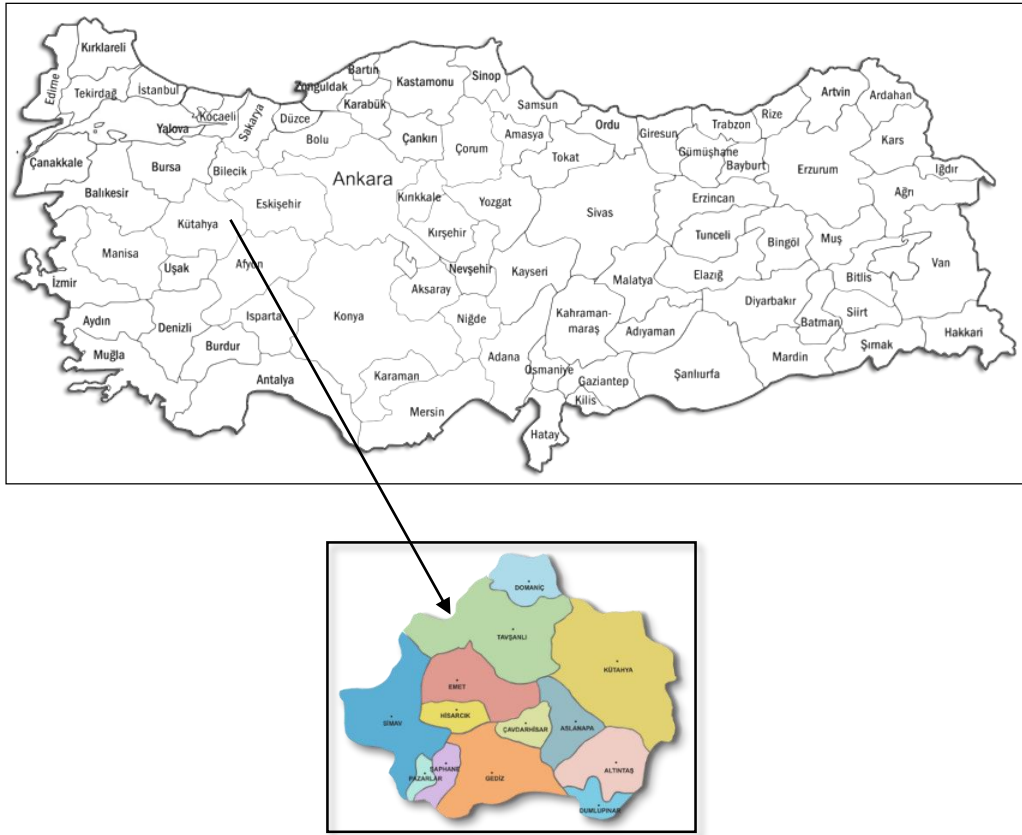 Kırklareli
Edirne
Tekirdağ
İstanbul
Kocaeli
Yalova
Sakarya
Düzce
Zonguldak
Bartın
Karabük
Kastamonu
Sinop
Samsun
Bolu
Çankırı
Çorum
Amasya
Tokat
Ordu
Giresun
Trabzon
Rize
Artvin
Ardahan
Kars
Gümüşhane
Bayburt
Erzurum
Iğdır
Ağrı
Çanakkale
Balıkesir
Bursa
Bilecik
Eskişehir
Ankara
Kırıkkale
Yozgat
Sivas
Erzincan
Kütahya
Kırşehir
Tunceli
Bingöl
Muş
Manisa
Uşak
Afyon
Nevşehir
Kayseri
Malatya
Elazığ
Bitlis
Van
İzmir
Aksaray
Diyarbakır
Siirt
Batman
Aydın
Denizli
Isparta
Konya
Niğde
Kahraman-
maraş
Adıyaman
Hakkari
Şırnak
Mardin
Muğla
Burdur
Antalya
Karaman
Adana
Osmaniye
Gaziantep
Şanlıurfa
Kilis
Mersin
Hatay
DOMANİÇ
TAVŞANLI
KÜTAHYA
EMET
HİSARCIK
SİMAV
ÇAVDARHİSAR
ASLANAPA
ŞAPHANE
PAZARLAR
GEDİZ
ALTINTAŞ
DUMLUPINAR